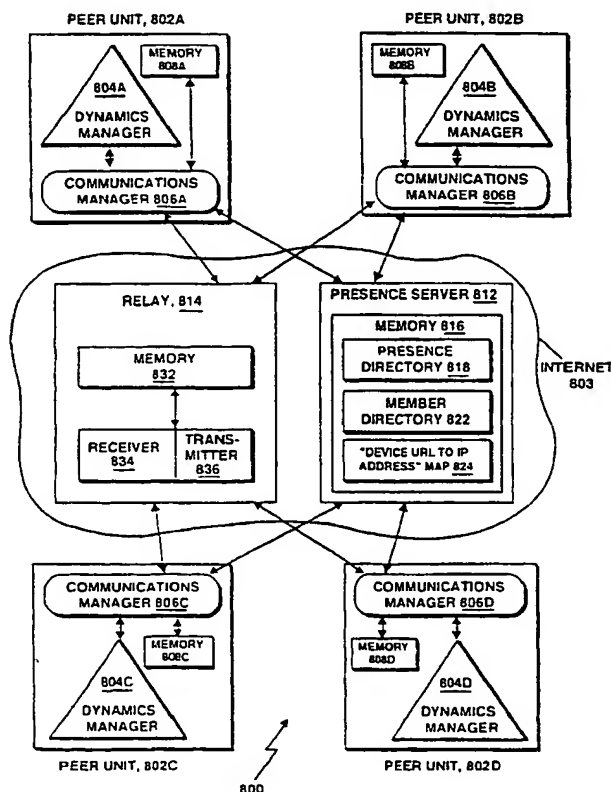 PEER UNIT, 802A
PEER UNIT, 802B
MEMORY
808A
804A
DYNAMICS
MANAGER
COMMUNICATIONS
MANAGER 806A
MEMORY
808B
804B
DYNAMICS
MANAGER
COMMUNICATIONS
MANAGER 806B
RELAY, 814
MEMORY
832
RECEIVER
834
TRANS-
MITTER
836
PRESENCE SERVER 812
MEMORY 816
PRESENCE
DIRECTORY 818
MEMBER
DIRECTORY 822
"DEVICE URL TO IP
ADDRESS" MAP 824
INTERNET
803
COMMUNICATIONS
MANAGER 806C
MEMORY
808C
804C
DYNAMICS
MANAGER
COMMUNICATIONS
MANAGER 806D
MEMORY
808D
804D
DYNAMICS
MANAGER
PEER UNIT, 802C
PEER UNIT, 802D
800